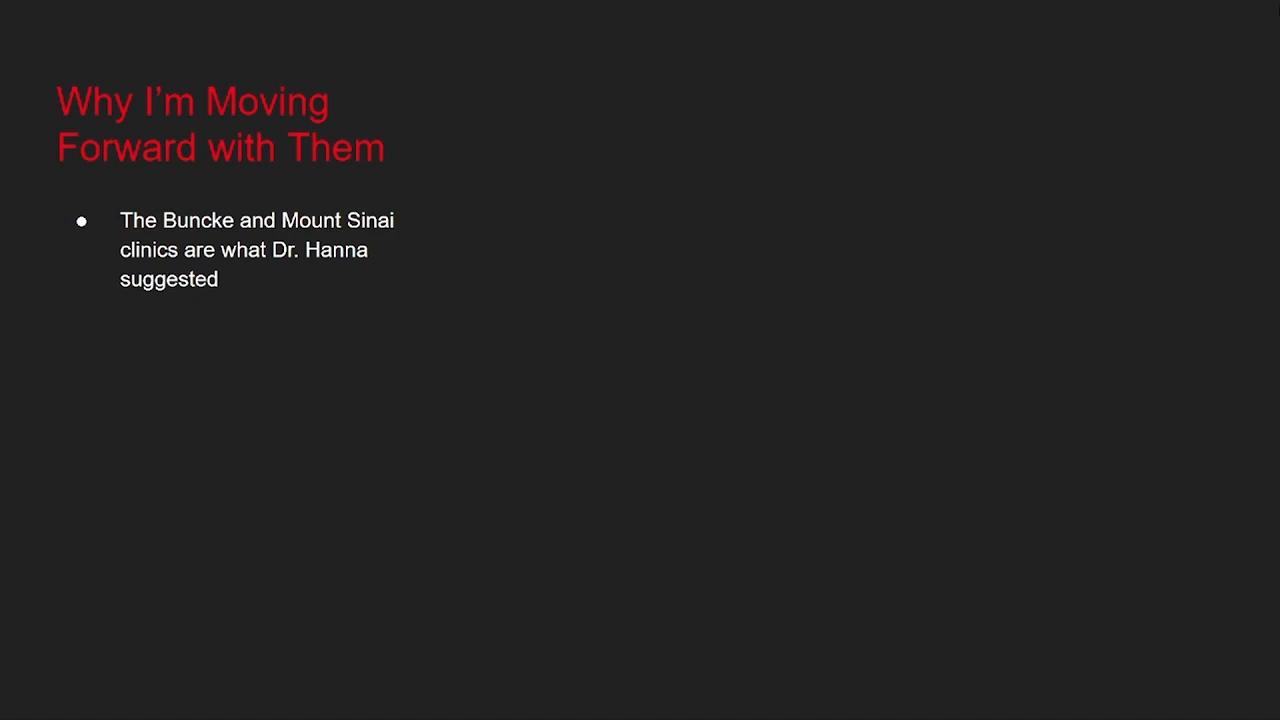 Why I’m Moving
Forward with Them
● The Buncke and Mount Sinai
clinics are what Dr. Hanna
suggested